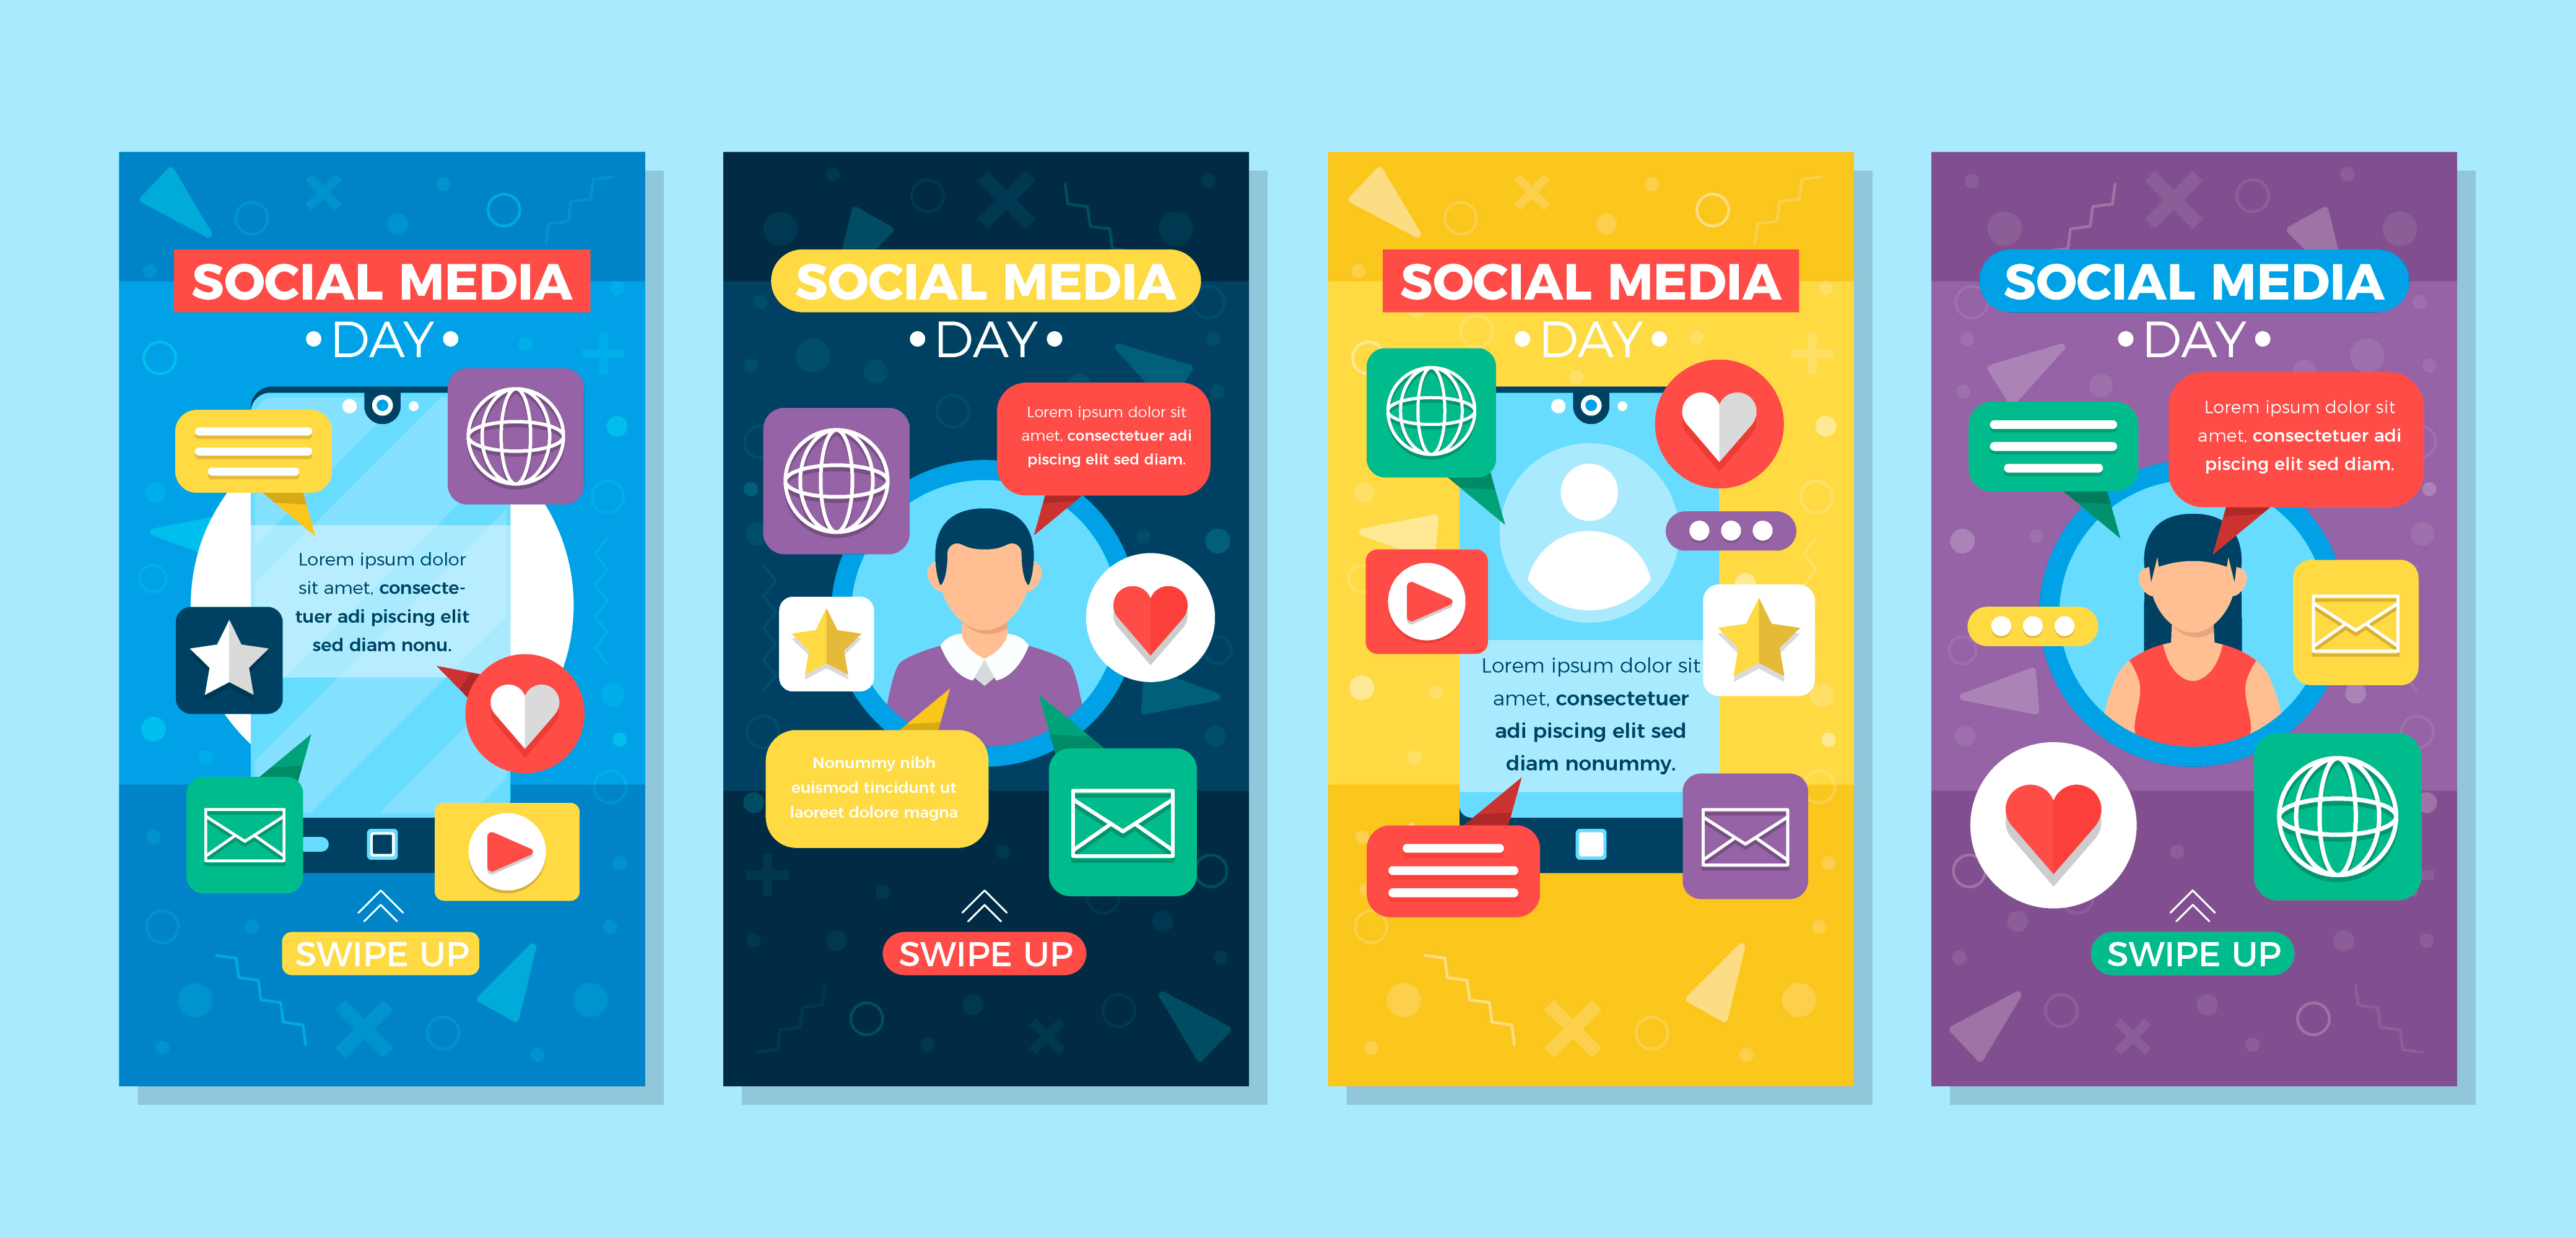 SOCIAL MEDIA
• DAY •
Lorem ipsum dolor
sit amet, consecte-
tuer adi piscing elit
sed diam nonu.
SWIPE UP
SOCIAL MEDIA
• DAY •
Lorem ipsum dolor sit
amet, consectetuer adi
piscing elit sed diam.
Nonummy nibh
euismod tincidunt ut
laoreet dolore magna
SWIPE UP
SOCIAL MEDIA
• DAY •
Lorem ipsum dolor sit
amet, consectetuer
adi piscing elit sed
diam nonummy.
SOCIAL MEDIA
• DAY •
Lorem ipsum dolor sit
amet, consectetuer adi
piscing elit sed diam.
SWIPE UP